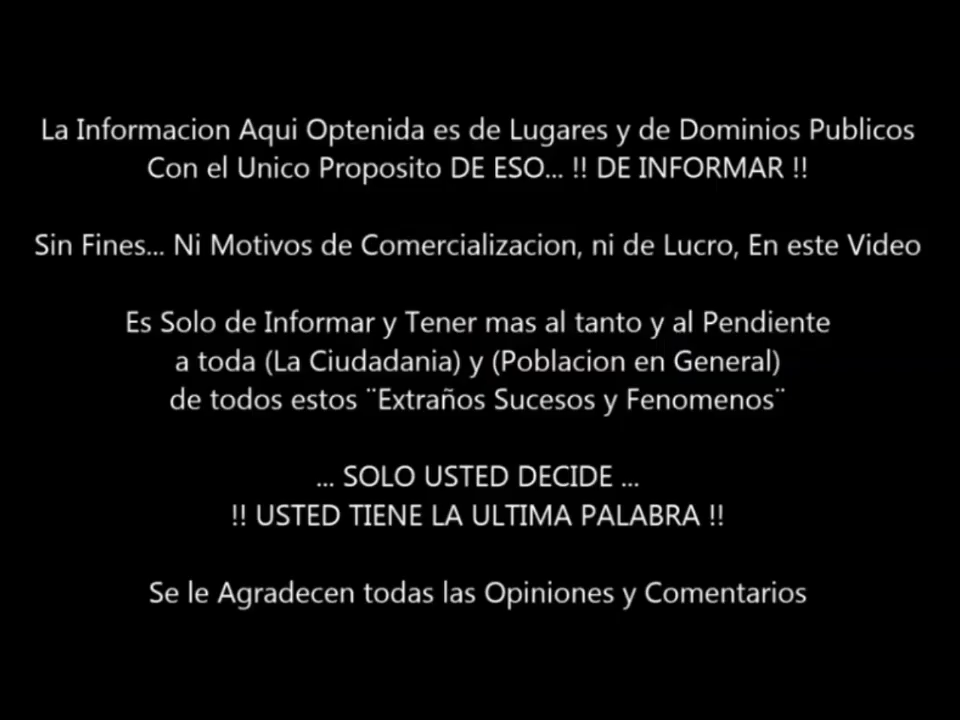 La Informacion Aqui Optenida es de Lugares y de Dominios Publicos
Con el Unico Proposito DE ESO... !! DE INFORMAR !!
Sin Fines... Ni Motivos de Comercializacion, ni de Lucro, En este Video
Es Solo de Informar y Tener mas al tanto y al Pendiente
a toda (La Ciudadania) y (Poblacion en General)
de todos estos ¨Extraños Sucesos y Fenomenos¨
... SOLO USTED DECIDE ...
!! USTED TIENE LA ULTIMA PALABRA !!
Se le Agradecen todas las Opiniones y Comentarios